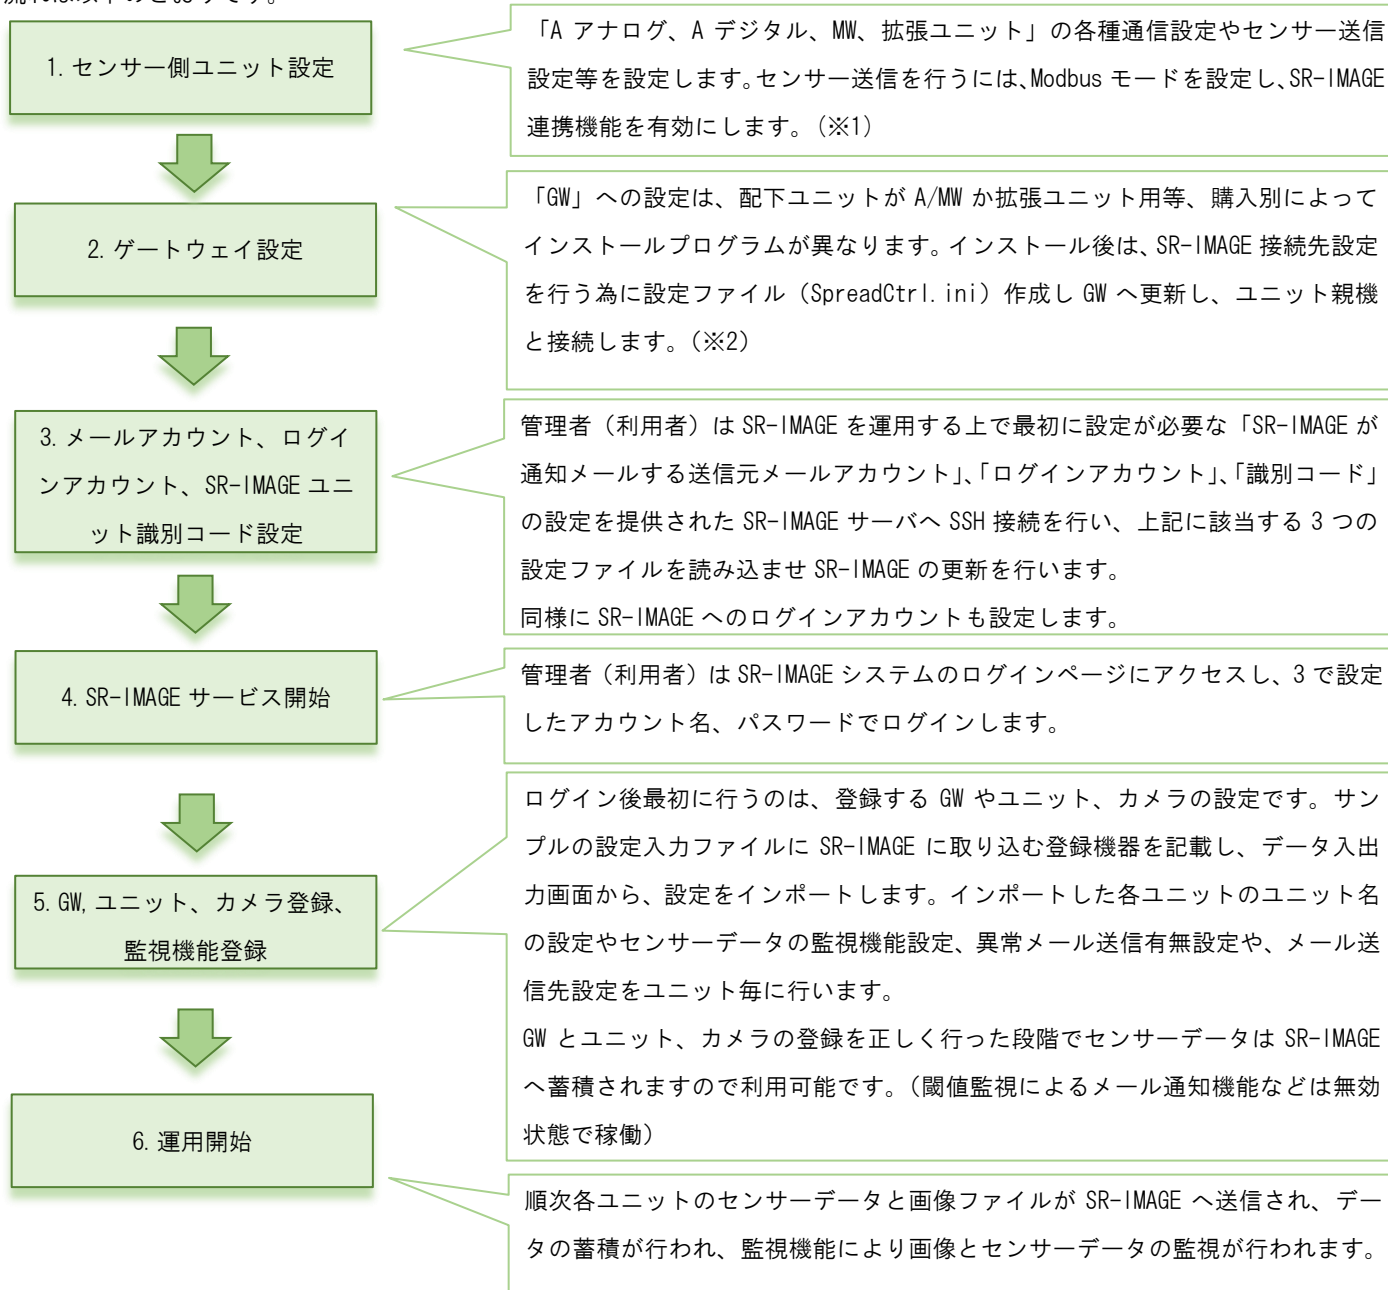 流れは以下のとおりです。
1.センサー側ユニット設定
「A アナログ、A デジタル、MW、拡張ユニット」の各種通信設定やセンサー送信
設定等を設定します。センサー送信を行うには、Modbus モードを設定し、SR-IMAGE
連携機能を有効にします。(※1)
2.ゲートウェイ設定
「GW」への設定は、配下ユニットが A/MW か拡張ユニット用等、購入別によって
インストールプログラムが異なります。インストール後は、SR-IMAGE 接続先設定
を行う為に設定ファイル（SpreadCtrl.ini）作成し GW へ更新し、ユニット親機
と接続します。(※2)
3.メールアカウント、ログイ
ンアカウント、SR-IMAGE ユニ
ット識別コード設定
管理者（利用者）は SR-IMAGE を運用する上で最初に設定が必要な「SR-IMAGE が
通知メールする送信元メールアカウント」、「ログインアカウント」、「識別コード」
の設定を提供された SR-IMAGE サーバへ SSH 接続を行い、上記に該当する 3 つの
設定ファイルを読み込ませ SR-IMAGE の更新を行います。
同様に SR-IMAGE へのログインアカウントも設定します。
4.SR-IMAGE サービス開始
管理者（利用者）は SR-IMAGE システムのログインページにアクセスし、3 で設定
したアカウント名、パスワードでログインします。
5.GW,ユニット、カメラ登録、
監視機能登録
ログイン後最初に行うのは、登録する GW やユニット、カメラの設定です。サン
プルの設定入力ファイルに SR-IMAGE に取り込む登録機器を記載し、データ入出
力画面から、設定をインポートします。インポートした各ユニットのユニット名
の設定やセンサーデータの監視機能設定、異常メール送信有無設定や、メール送
信先設定をユニット毎に行います。
GW とユニット、カメラの登録を正しく行った段階でセンサーデータは SR-IMAGE
へ蓄積されますので利用可能です。（閾値監視によるメール通知機能などは無効
状態で稼働）
6.運用開始
順次各ユニットのセンサーデータと画像ファイルが SR-IMAGE へ送信され、デー
タの蓄積が行われ、監視機能により画像とセンサーデータの監視が行われます。